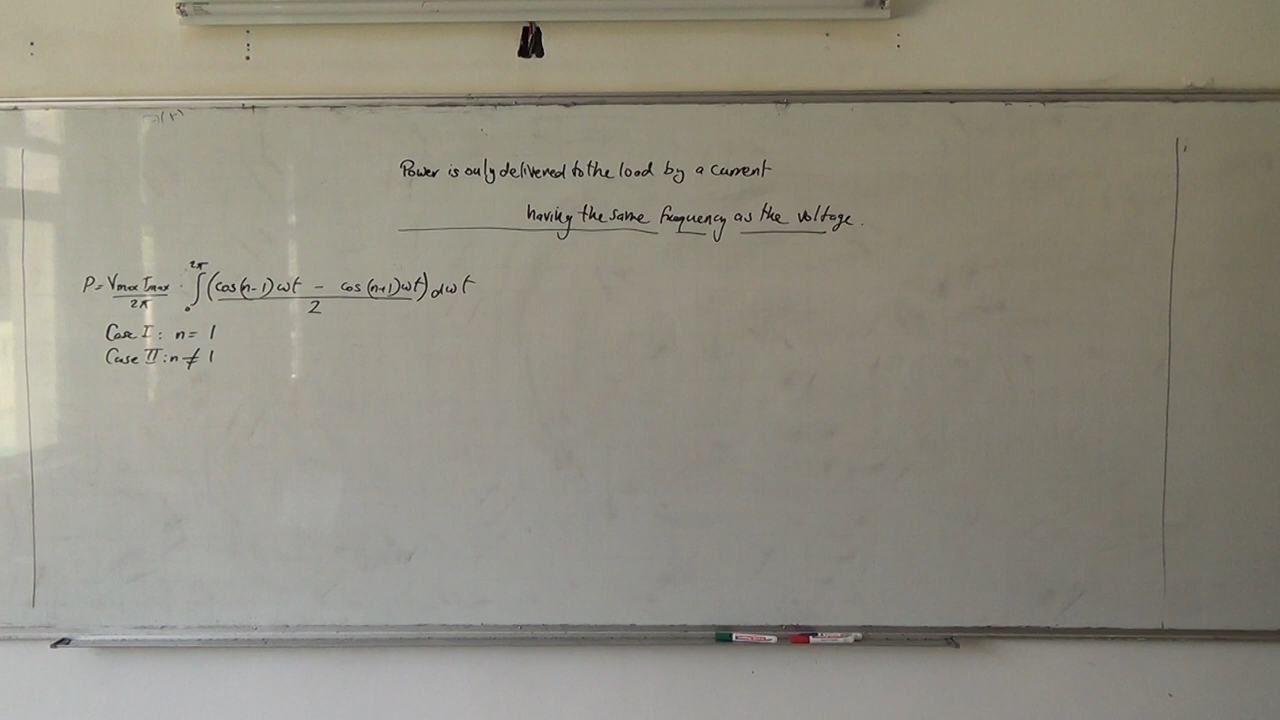 Power is only delivered to the load by a current
having the same frequency as the voltage.
P = Vmax Imax / 2π · ∫₀^2π (cos(n-1)ωt - cos(n+1)ωt) / 2 dωt
Case I : n = 1
Case II : n ≠ 1